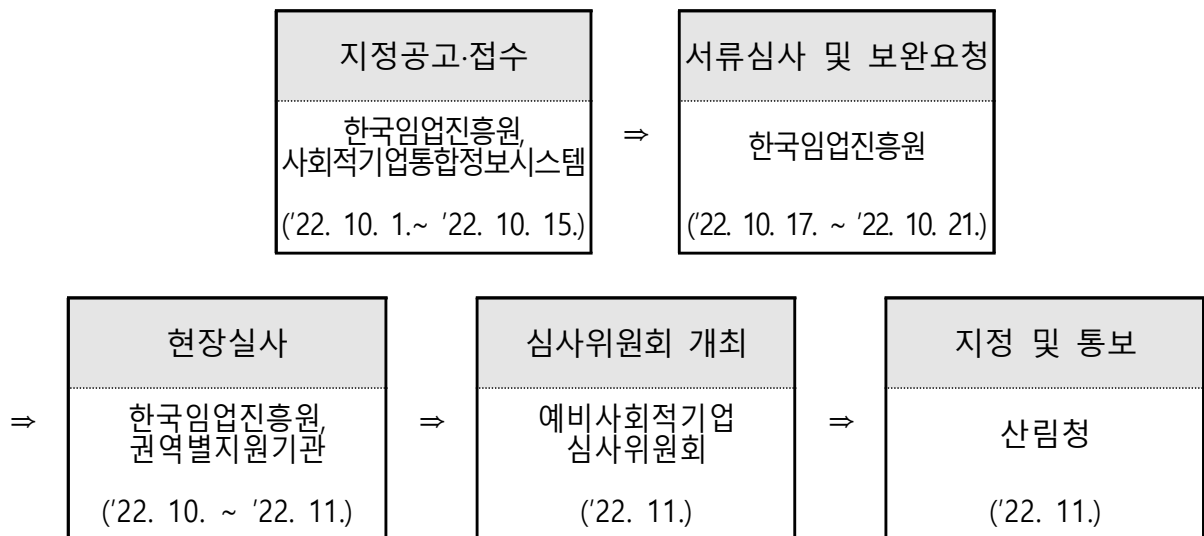 지정공고·접수
한국임업진흥원,
사회적기업통합정보시스템
('22. 10. 1.~ '22. 10. 15.)
⇒
서류심사 및 보완요청
한국임업진흥원
('22. 10. 17. ~ '22. 10. 21.)
⇒
현장실사
한국임업진흥원,
권역별지원기관
('22. 10. ~ '22. 11.)
⇒
심사위원회 개최
예비사회적기업
심사위원회
('22. 11.)
⇒
지정 및 통보
산림청
('22. 11.)